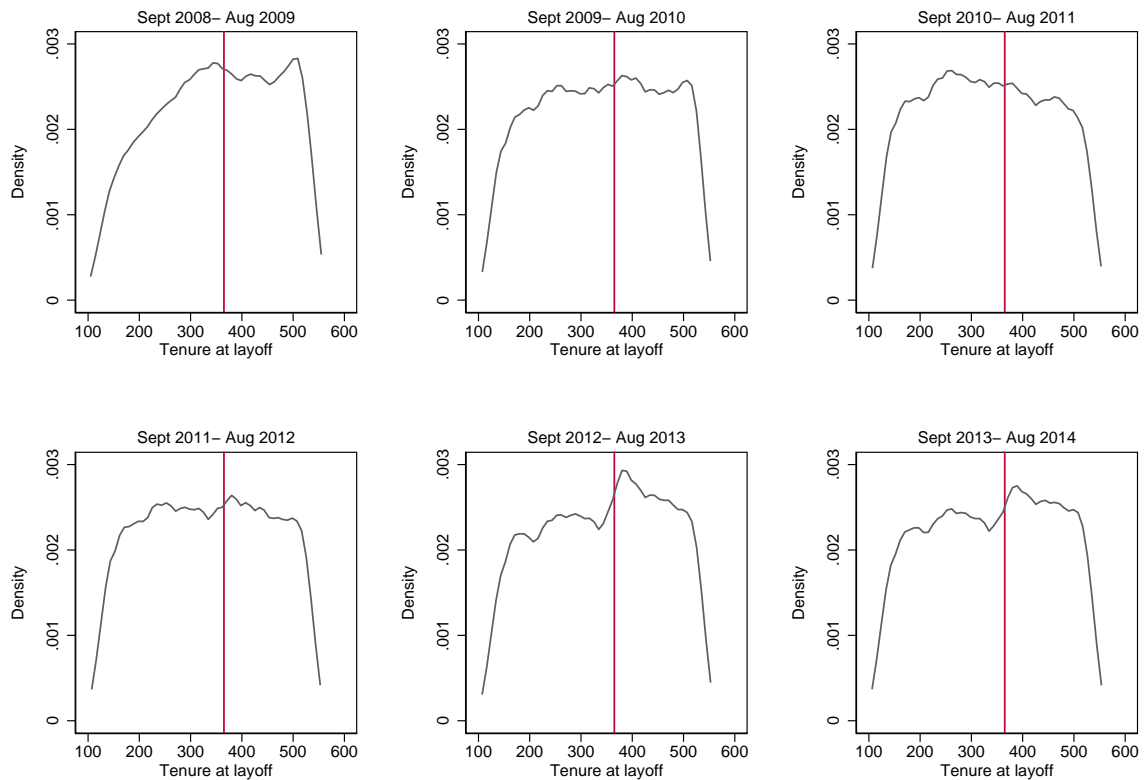 Sept 2008– Aug 2009
Sept 2009– Aug 2010
Sept 2010– Aug 2011
Density
0 .001 .002 .003
100 200 300 400 500 600
Tenure at layoff
Density
0 .001 .002 .003
100 200 300 400 500 600
Tenure at layoff
Density
0 .001 .002 .003
100 200 300 400 500 600
Tenure at layoff
Sept 2011– Aug 2012
Sept 2012– Aug 2013
Sept 2013– Aug 2014
Density
0 .001 .002 .003
100 200 300 400 500 600
Tenure at layoff
Density
0 .001 .002 .003
100 200 300 400 500 600
Tenure at layoff
Density
0 .001 .002 .003
100 200 300 400 500 600
Tenure at layoff